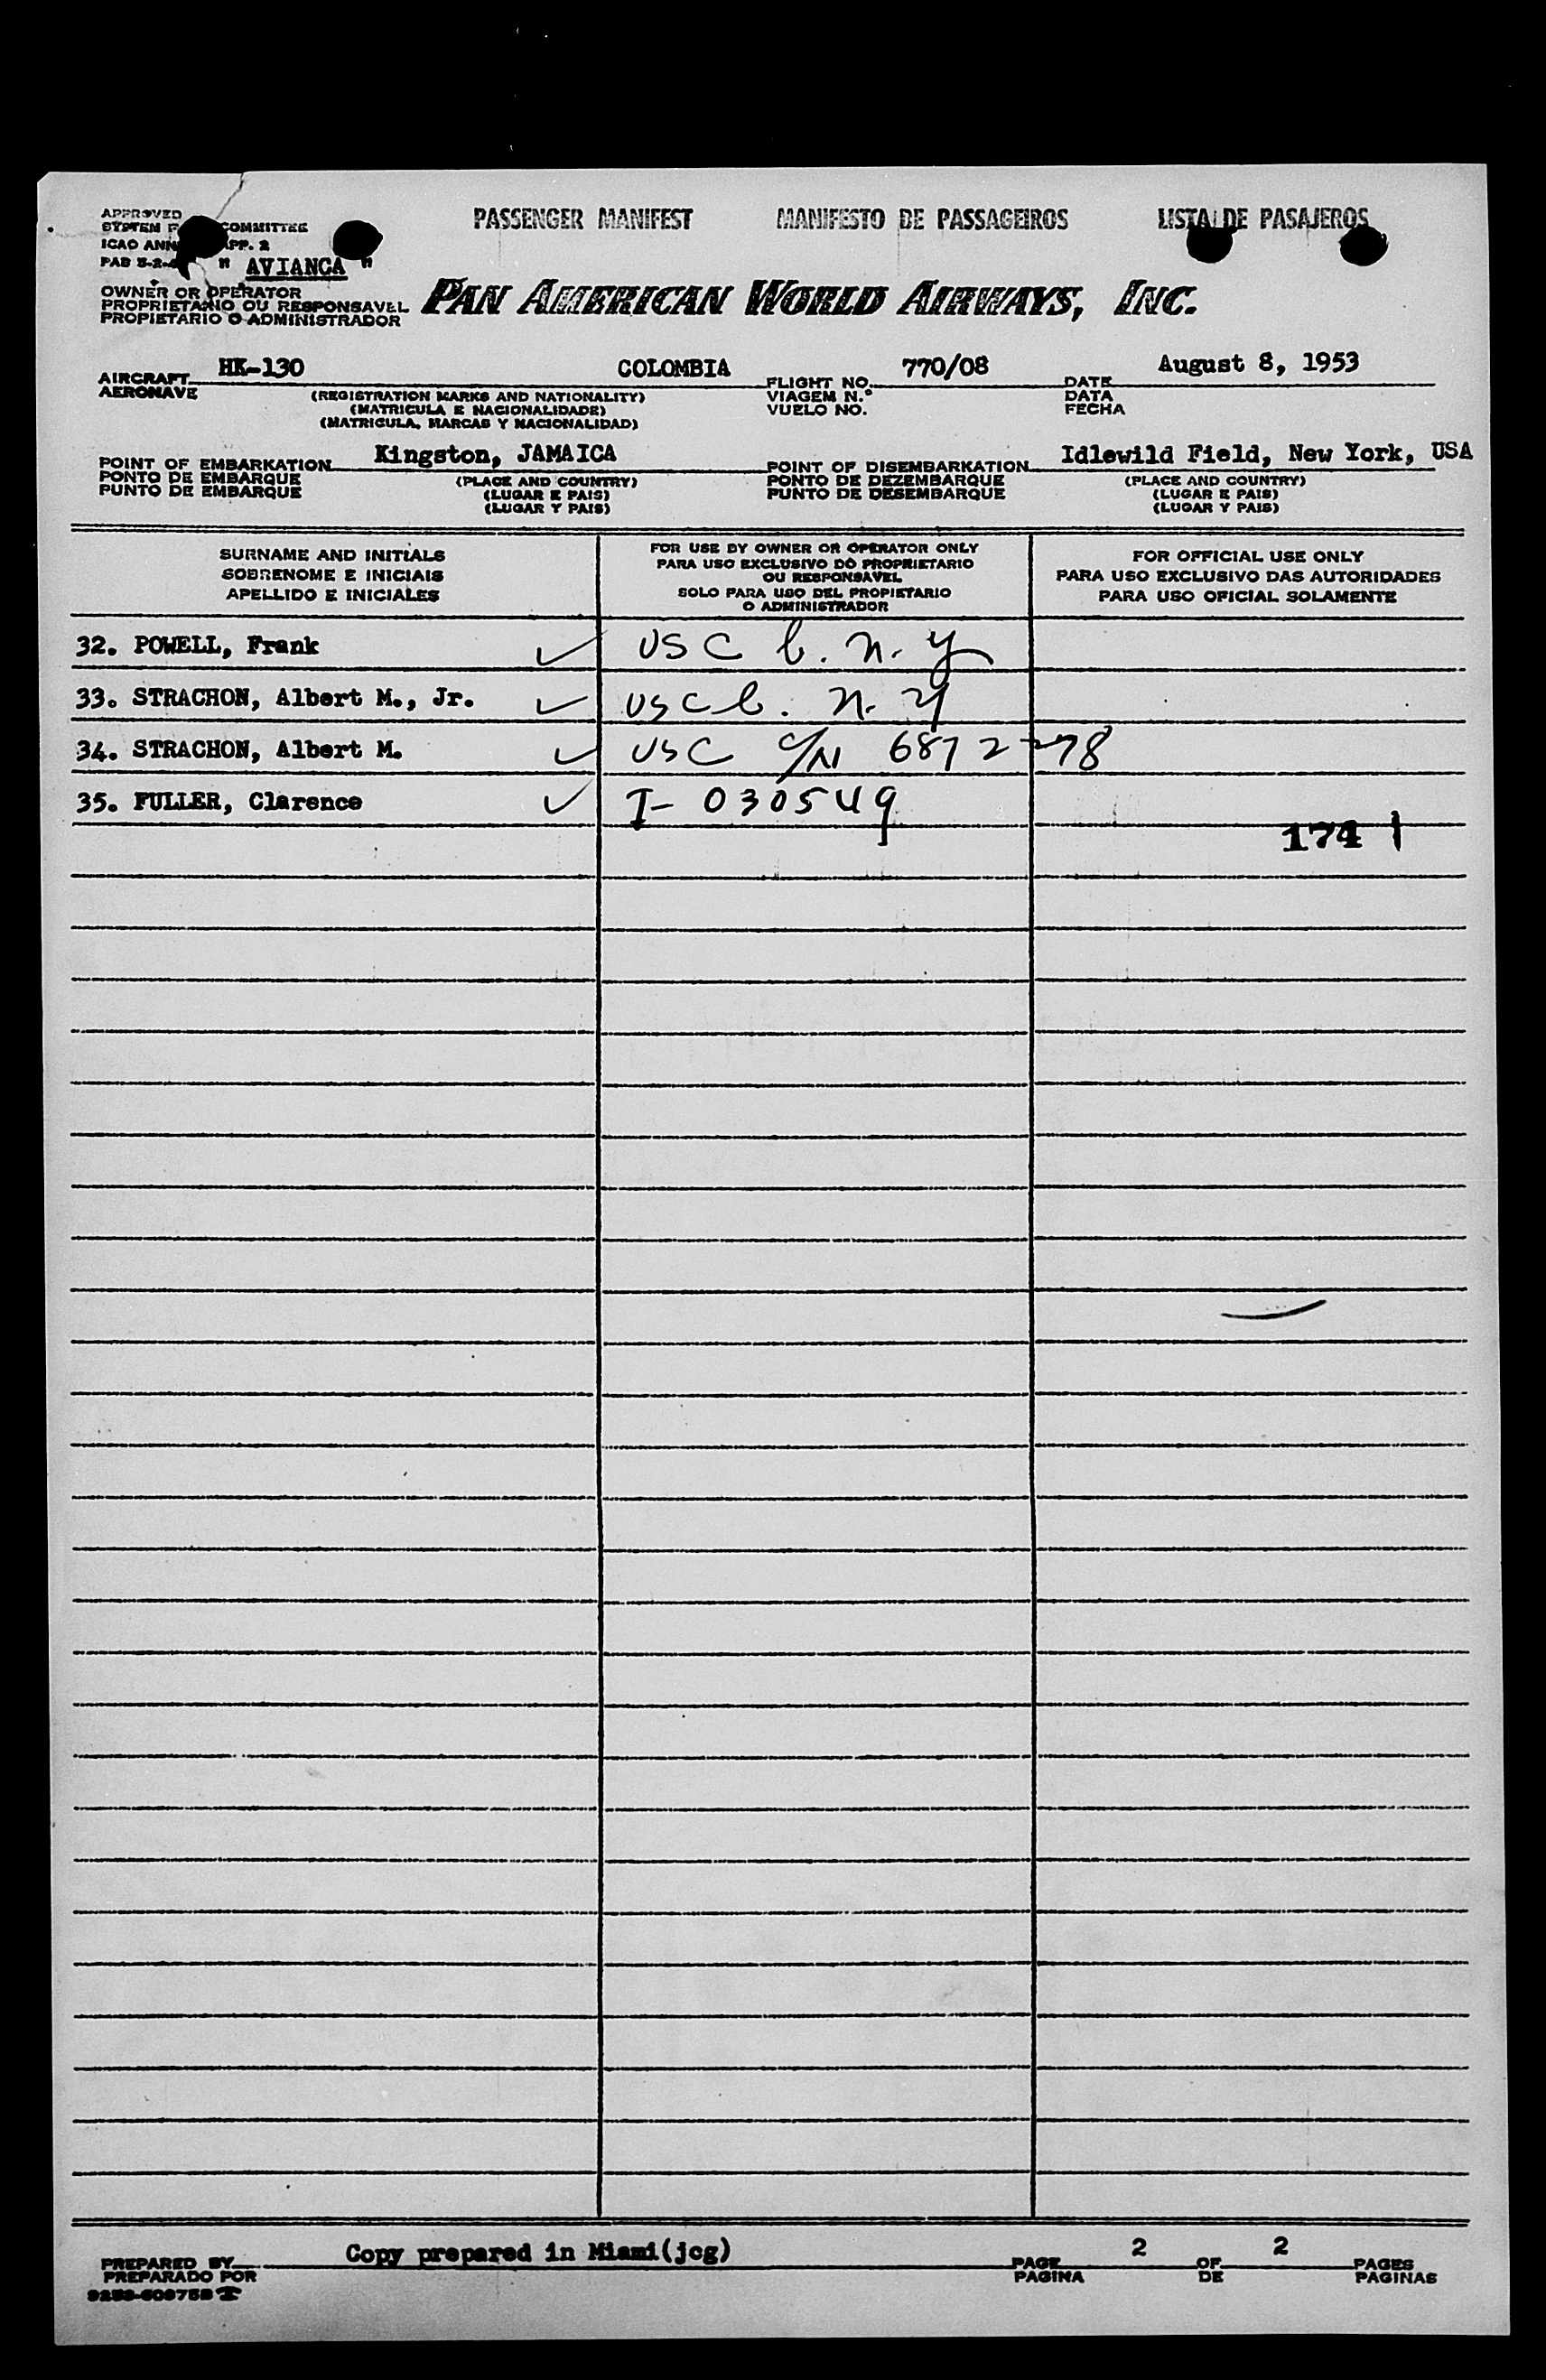 PASSENGER MANIFEST MANIFESTO DE PASSAGEIROS LISTA DE PASAJEROS
APPROVED
SYSTEM COMMITTEE
ICAO APP. 2
PAB
" AVIANCA "
OWNER OR OPERATOR
PROPRIETARIO OU RESPONSAVEL
PROPIETARIO O ADMINISTRADOR
PAN AMERICAN WORLD AIRWAYS, INC.
HK-130 COLOMBIA 770/08 August 8, 1953
AIRCRAFT FLIGHT NO. DATE
AERONAVE (REGISTRATION MARKS AND NATIONALITY) VIAGEM N.° DATA
(MATRICULA E NACIONALIDADE) VUELO NO. FECHA
(MATRICULA, MARCAS Y NACIONALIDAD)
Kingston, JAMAICA Idlewild Field, New York, USA
POINT OF EMBARKATION POINT OF DISEMBARKATION
PONTO DE EMBARQUE (PLACE AND COUNTRY) PONTO DE DEZEMBARQUE (PLACE AND COUNTRY)
PUNTO DE EMBARQUE (LUGAR E PAIS) PUNTO DE DESEMBARQUE (LUGAR E PAIS)
(LUGAR Y PAIS) (LUGAR Y PAIS)
SURNAME AND INITIALS
SOBRENOME E INICIAIS
APELLIDO E INICIALES
FOR USE BY OWNER OR OPERATOR ONLY
PARA USO EXCLUSIVO DO PROPRIETARIO
OU RESPONSAVEL
SOLO PARA USO DEL PROPIETARIO
O ADMINISTRADOR
FOR OFFICIAL USE ONLY
PARA USO EXCLUSIVO DAS AUTORIDADES
PARA USO OFICIAL SOLAMENTE
32. POWELL, Frank ✓ USC b. n. y
33. STRACHON, Albert M., Jr. ✓ USC b. n. y
34. STRACHON, Albert M. ✓ USC C/N 6872278
35. FULLER, Clarence ✓ I- 030549
174
Copy prepared in Miami(jcg) 2 2
PREPARED BY PAGE OF PAGES
PREPARADO POR PAGINA DE PAGINAS